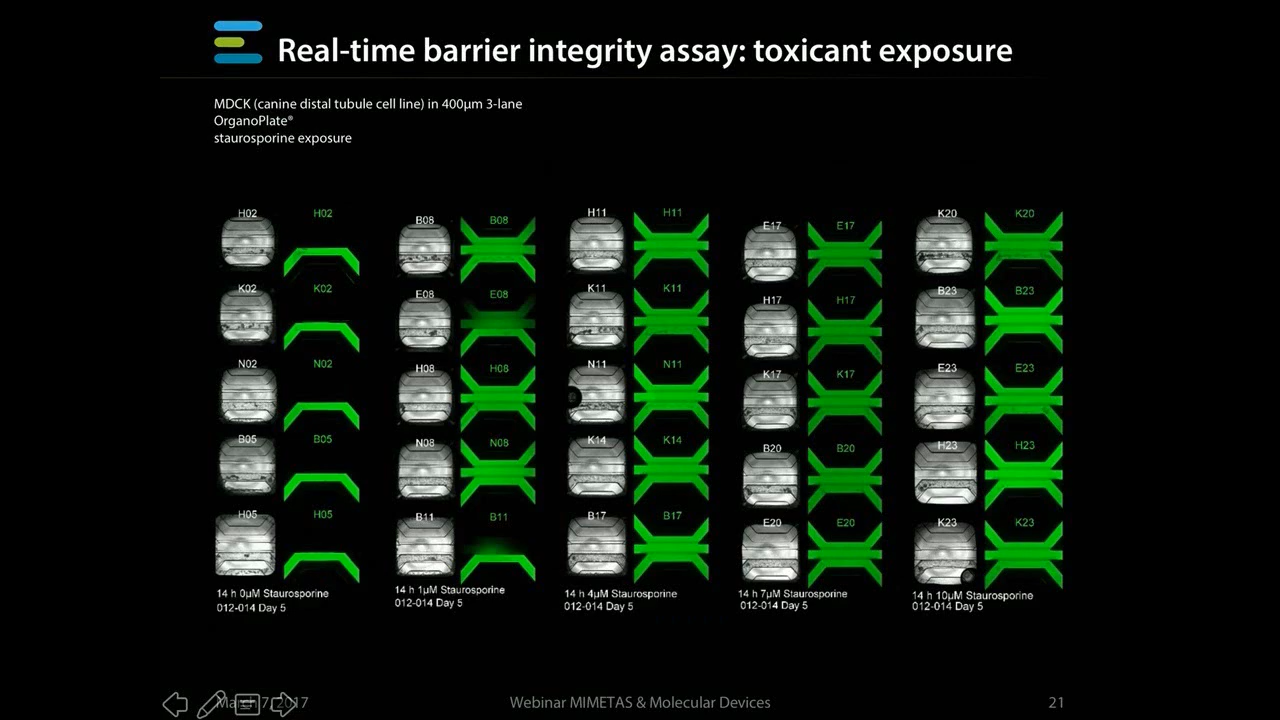 Real-time barrier integrity assay: toxicant exposure
MDCK (canine distal tubule cell line) in 400µm 3-lane
OrganoPlate®
staurosporine exposure
H02 H02
K02 K02
N02 N02
B05 B05
H05 H05
14 h 0µM Staurosporine
012-014 Day 5
B08 B08
E08 E08
H08 H08
N08 N08
B11 B11
14 h 1µM Staurosporine
012-014 Day 5
H11 H11
K11 K11
N11 N11
K14 K14
B17 B17
14 h 4µM Staurosporine
012-014 Day 5
E17 E17
H17 H17
K17 K17
B20 B20
E20 E20
14 h 7µM Staurosporine
012-014 Day 5
K20 K20
B23 B23
E23 E23
H23 H23
K23 K23
14 h 10µM Staurosporine
012-014 Day 5
March 7, 2017
Webinar MIMETAS & Molecular Devices
21